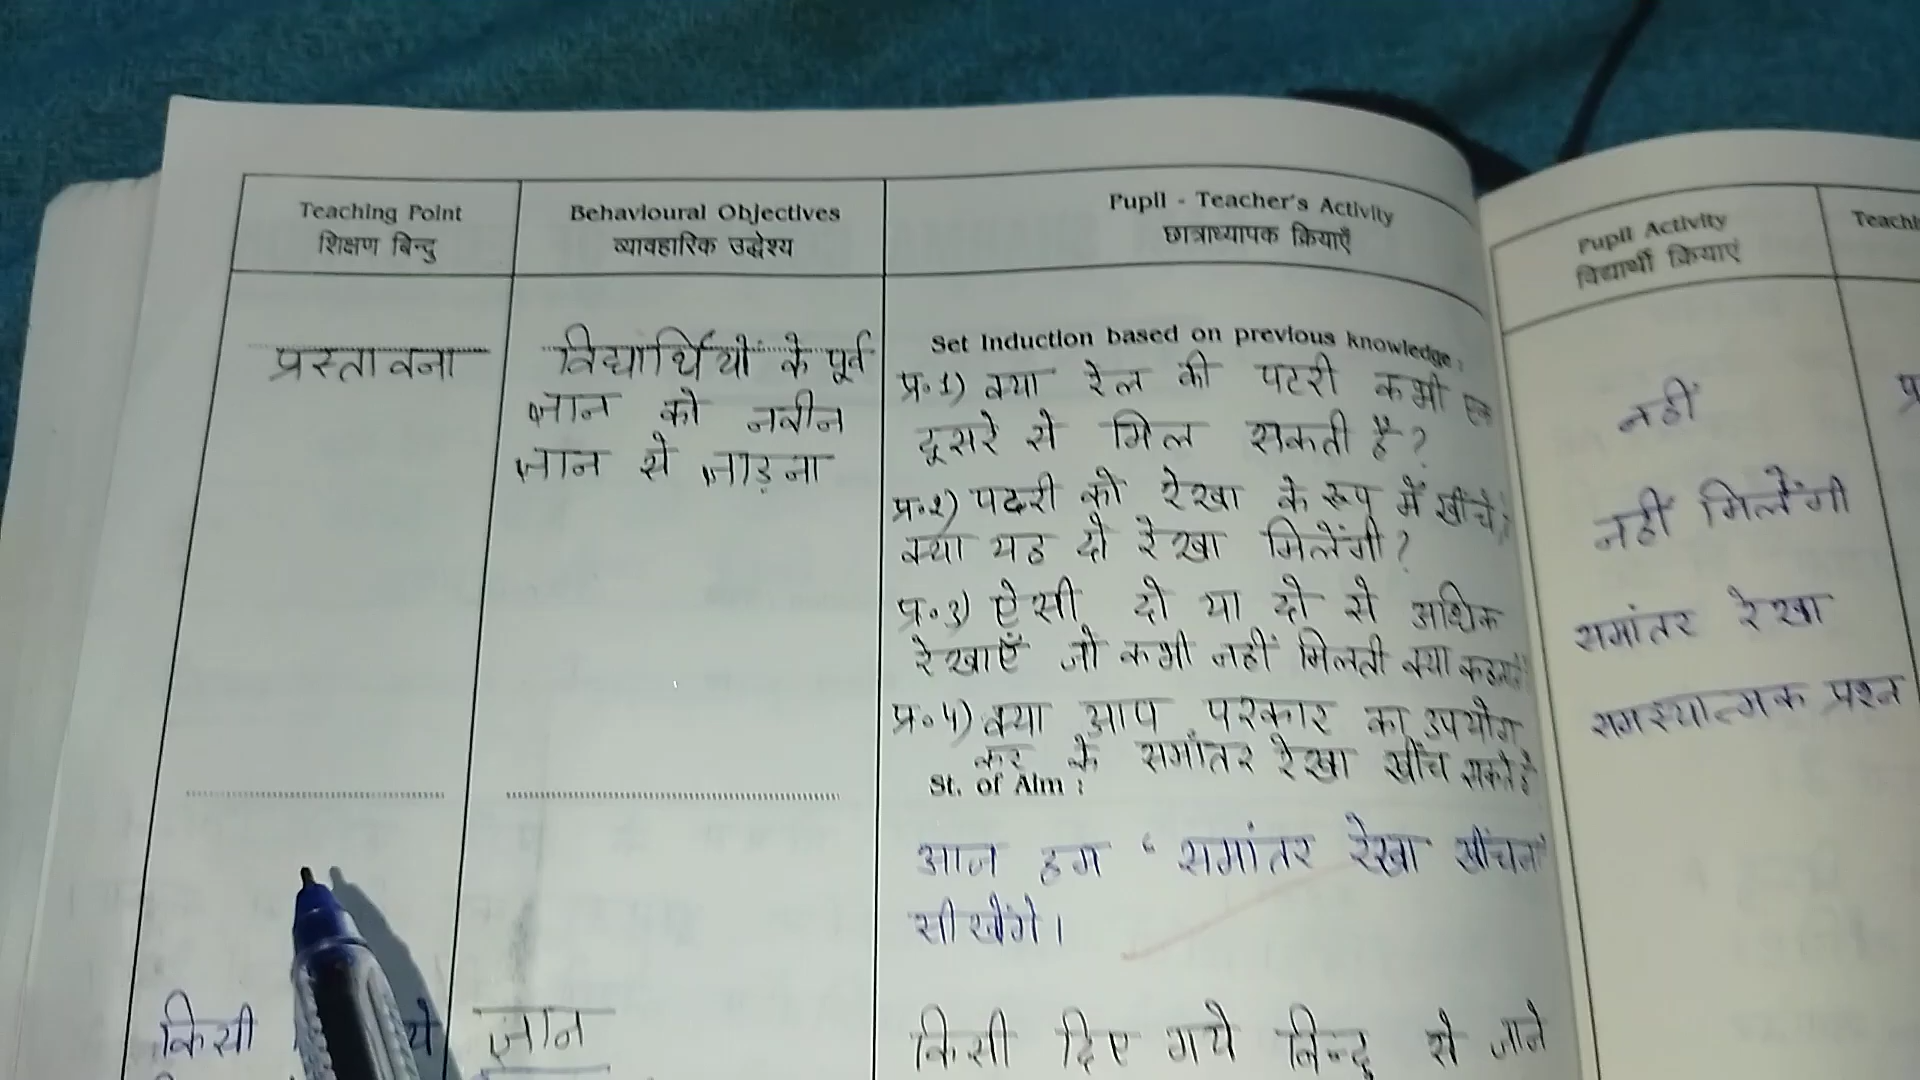 Teaching Point
शिक्षण बिन्दु
Behavioural Objectives
व्यावहारिक उद्देश्य
Pupil - Teacher's Activity
छात्राध्यापक क्रियाएँ
Pupil Activity
विद्यार्थी क्रियाएं
प्रस्तावना
विद्यार्थियों के पूर्व
ज्ञान को नवीन
ज्ञान से जोड़ना
Set Induction based on previous knowledge :
प्र.1) क्या रेल की पटरी कभी एक
दूसरे से मिल सकती है?
प्र.2) पटरी को रेखा के रूप में खींचे,
क्या यह दो रेखा मिलेंगी?
प्र.3) ऐसी दो या दो से अधिक
रेखाएँ जो कभी नहीं मिलती क्या
प्र.4) क्या आप परकार का उपयोग
कर के समांतर रेखा खींच सकते है
St. of Aim :
आज हम " समांतर रेखा खींचना
सीखेंगे।
नहीं
नहीं मिलेंगी
समांतर रेखा
समस्यात्मक प्रश्न
किसी
ये
ज्ञान
किसी दिए गये बिन्दु से जाने